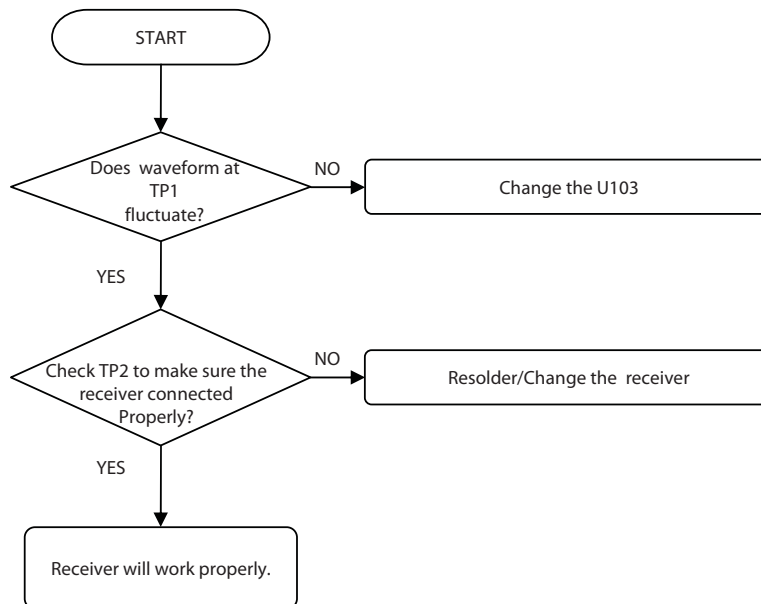 START
Does waveform at
TP1
fluctuate?
NO
Change the U103
YES
Check TP2 to make sure the
receiver connected
Properly?
NO
Resolder/Change the receiver
YES
Receiver will work properly.